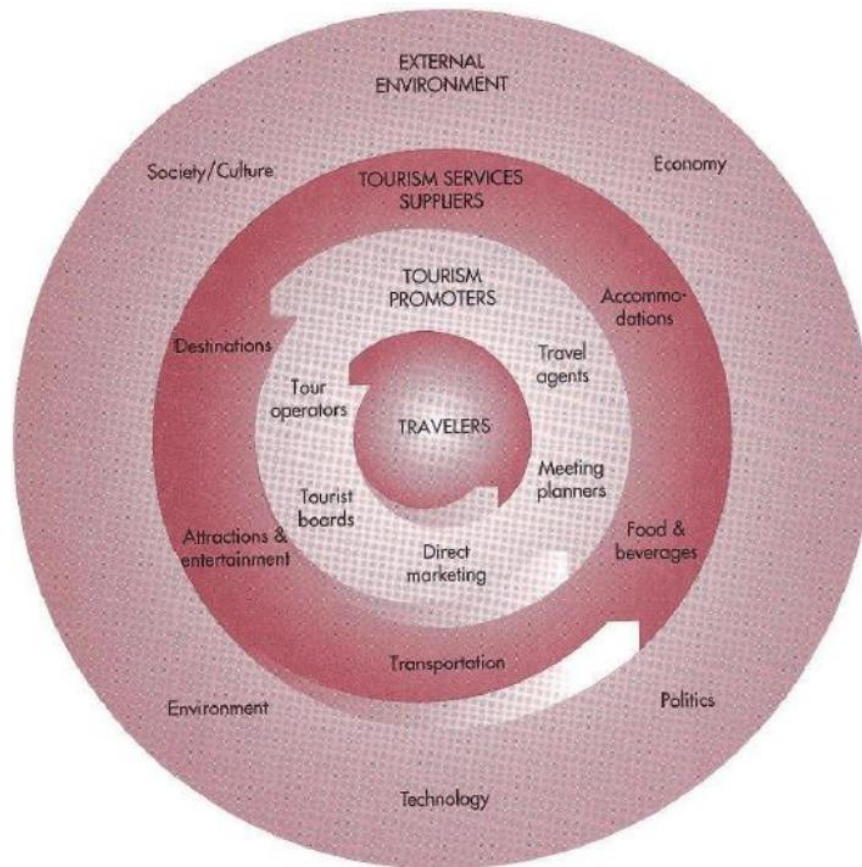 EXTERNAL
ENVIRONMENT
Society/Culture
Economy
TOURISM SERVICES
SUPPLIERS
TOURISM
PROMOTERS
Accommo-
dations
Destinations
Travel
agents
Tour
operators
TRAVELERS
Meeting
planners
Tourist
boards
Attractions &
entertainment
Food &
beverages
Direct
marketing
Transportation
Environment
Politics
Technology